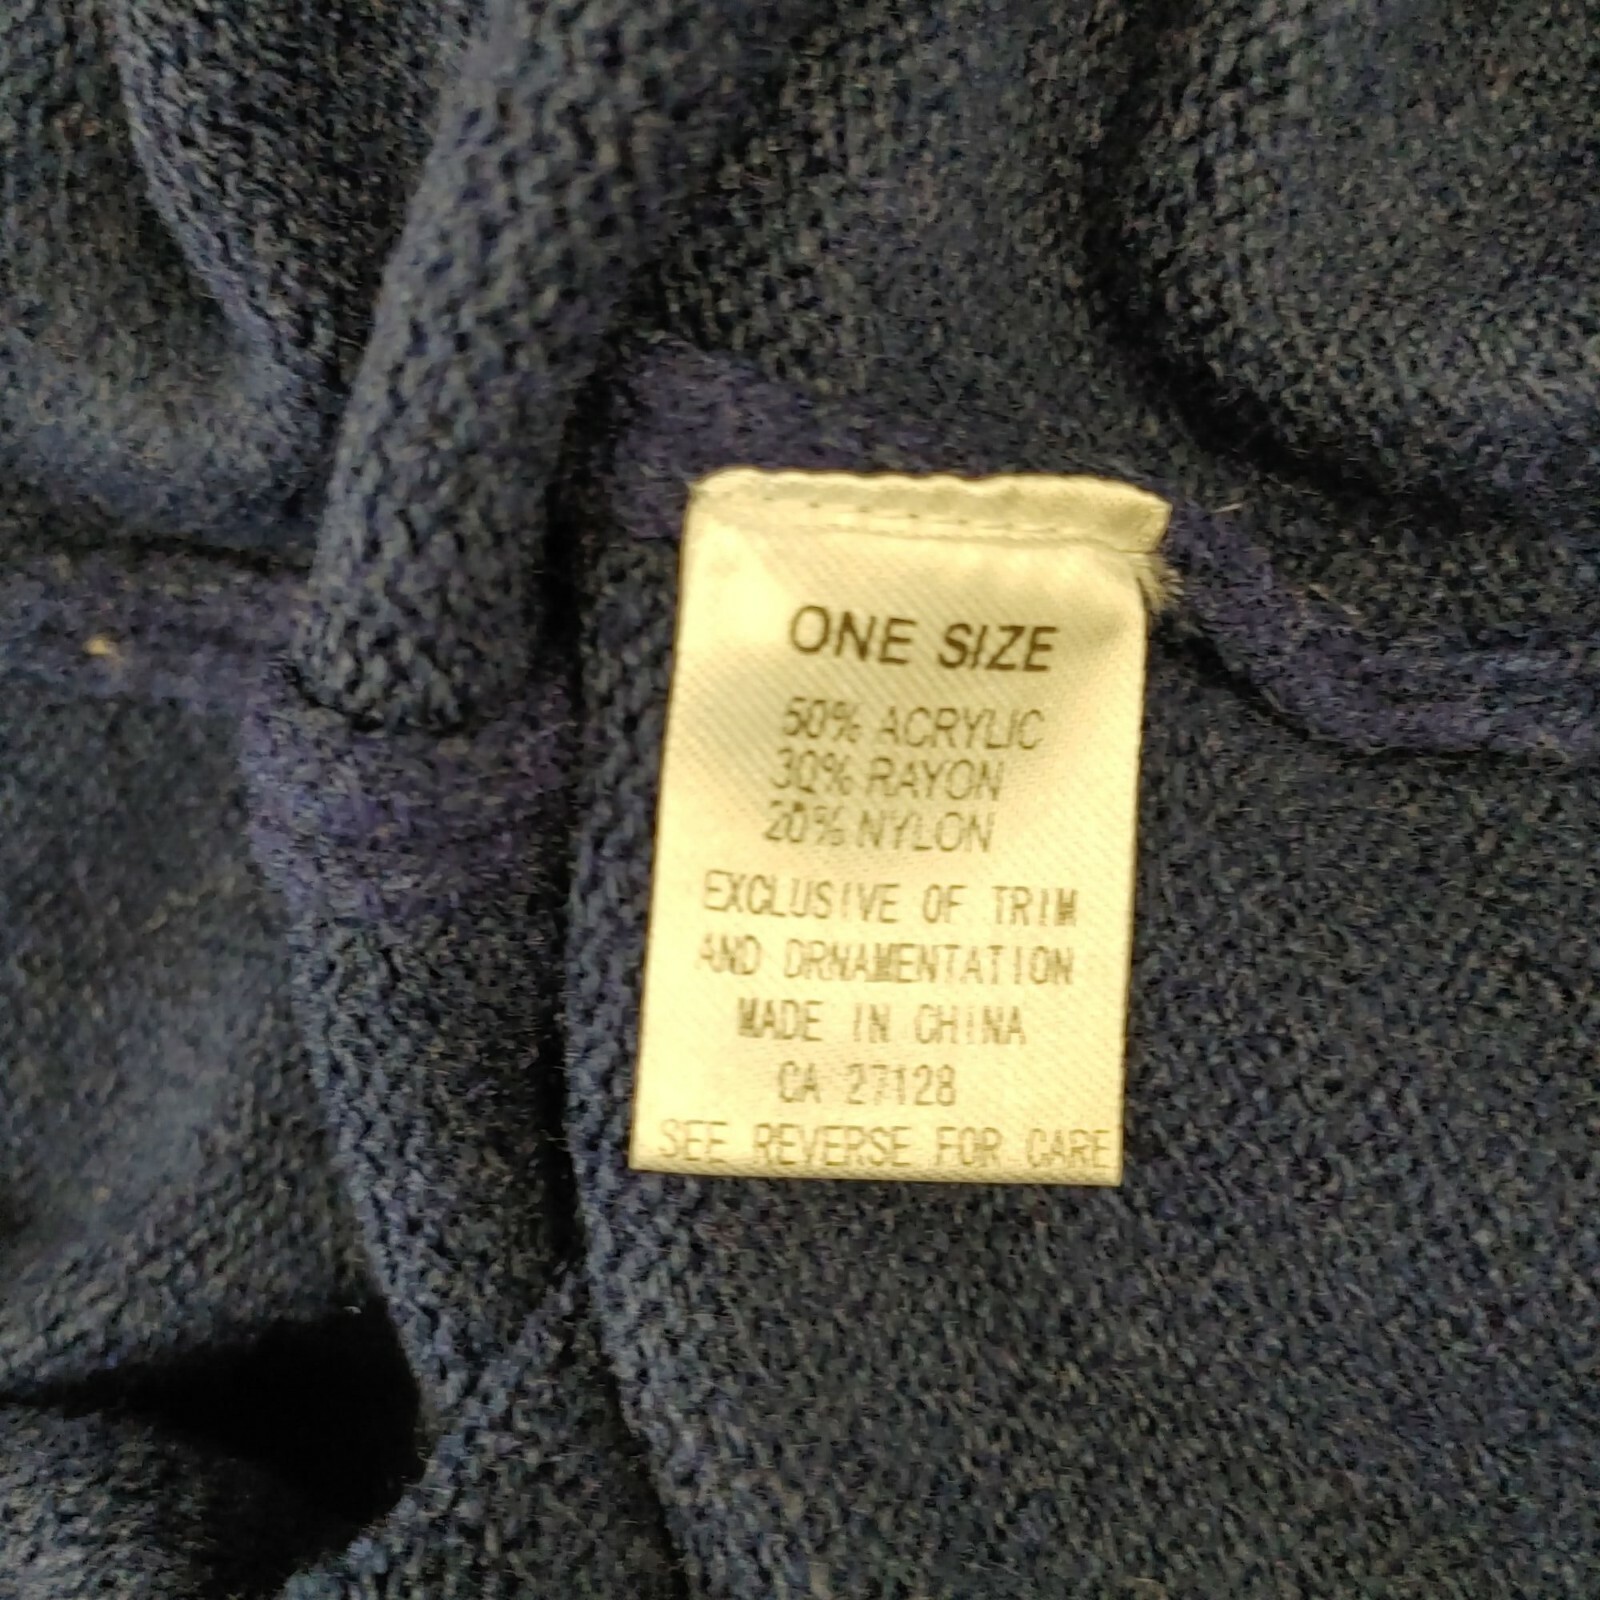 ONE SIZE
50% ACRYLIC
30% RAYON
20% NYLON
EXCLUSIVE OF TRIM
AND ORNAMENTATION
MADE IN CHINA
CA 27128
SEE REVERSE FOR CARE